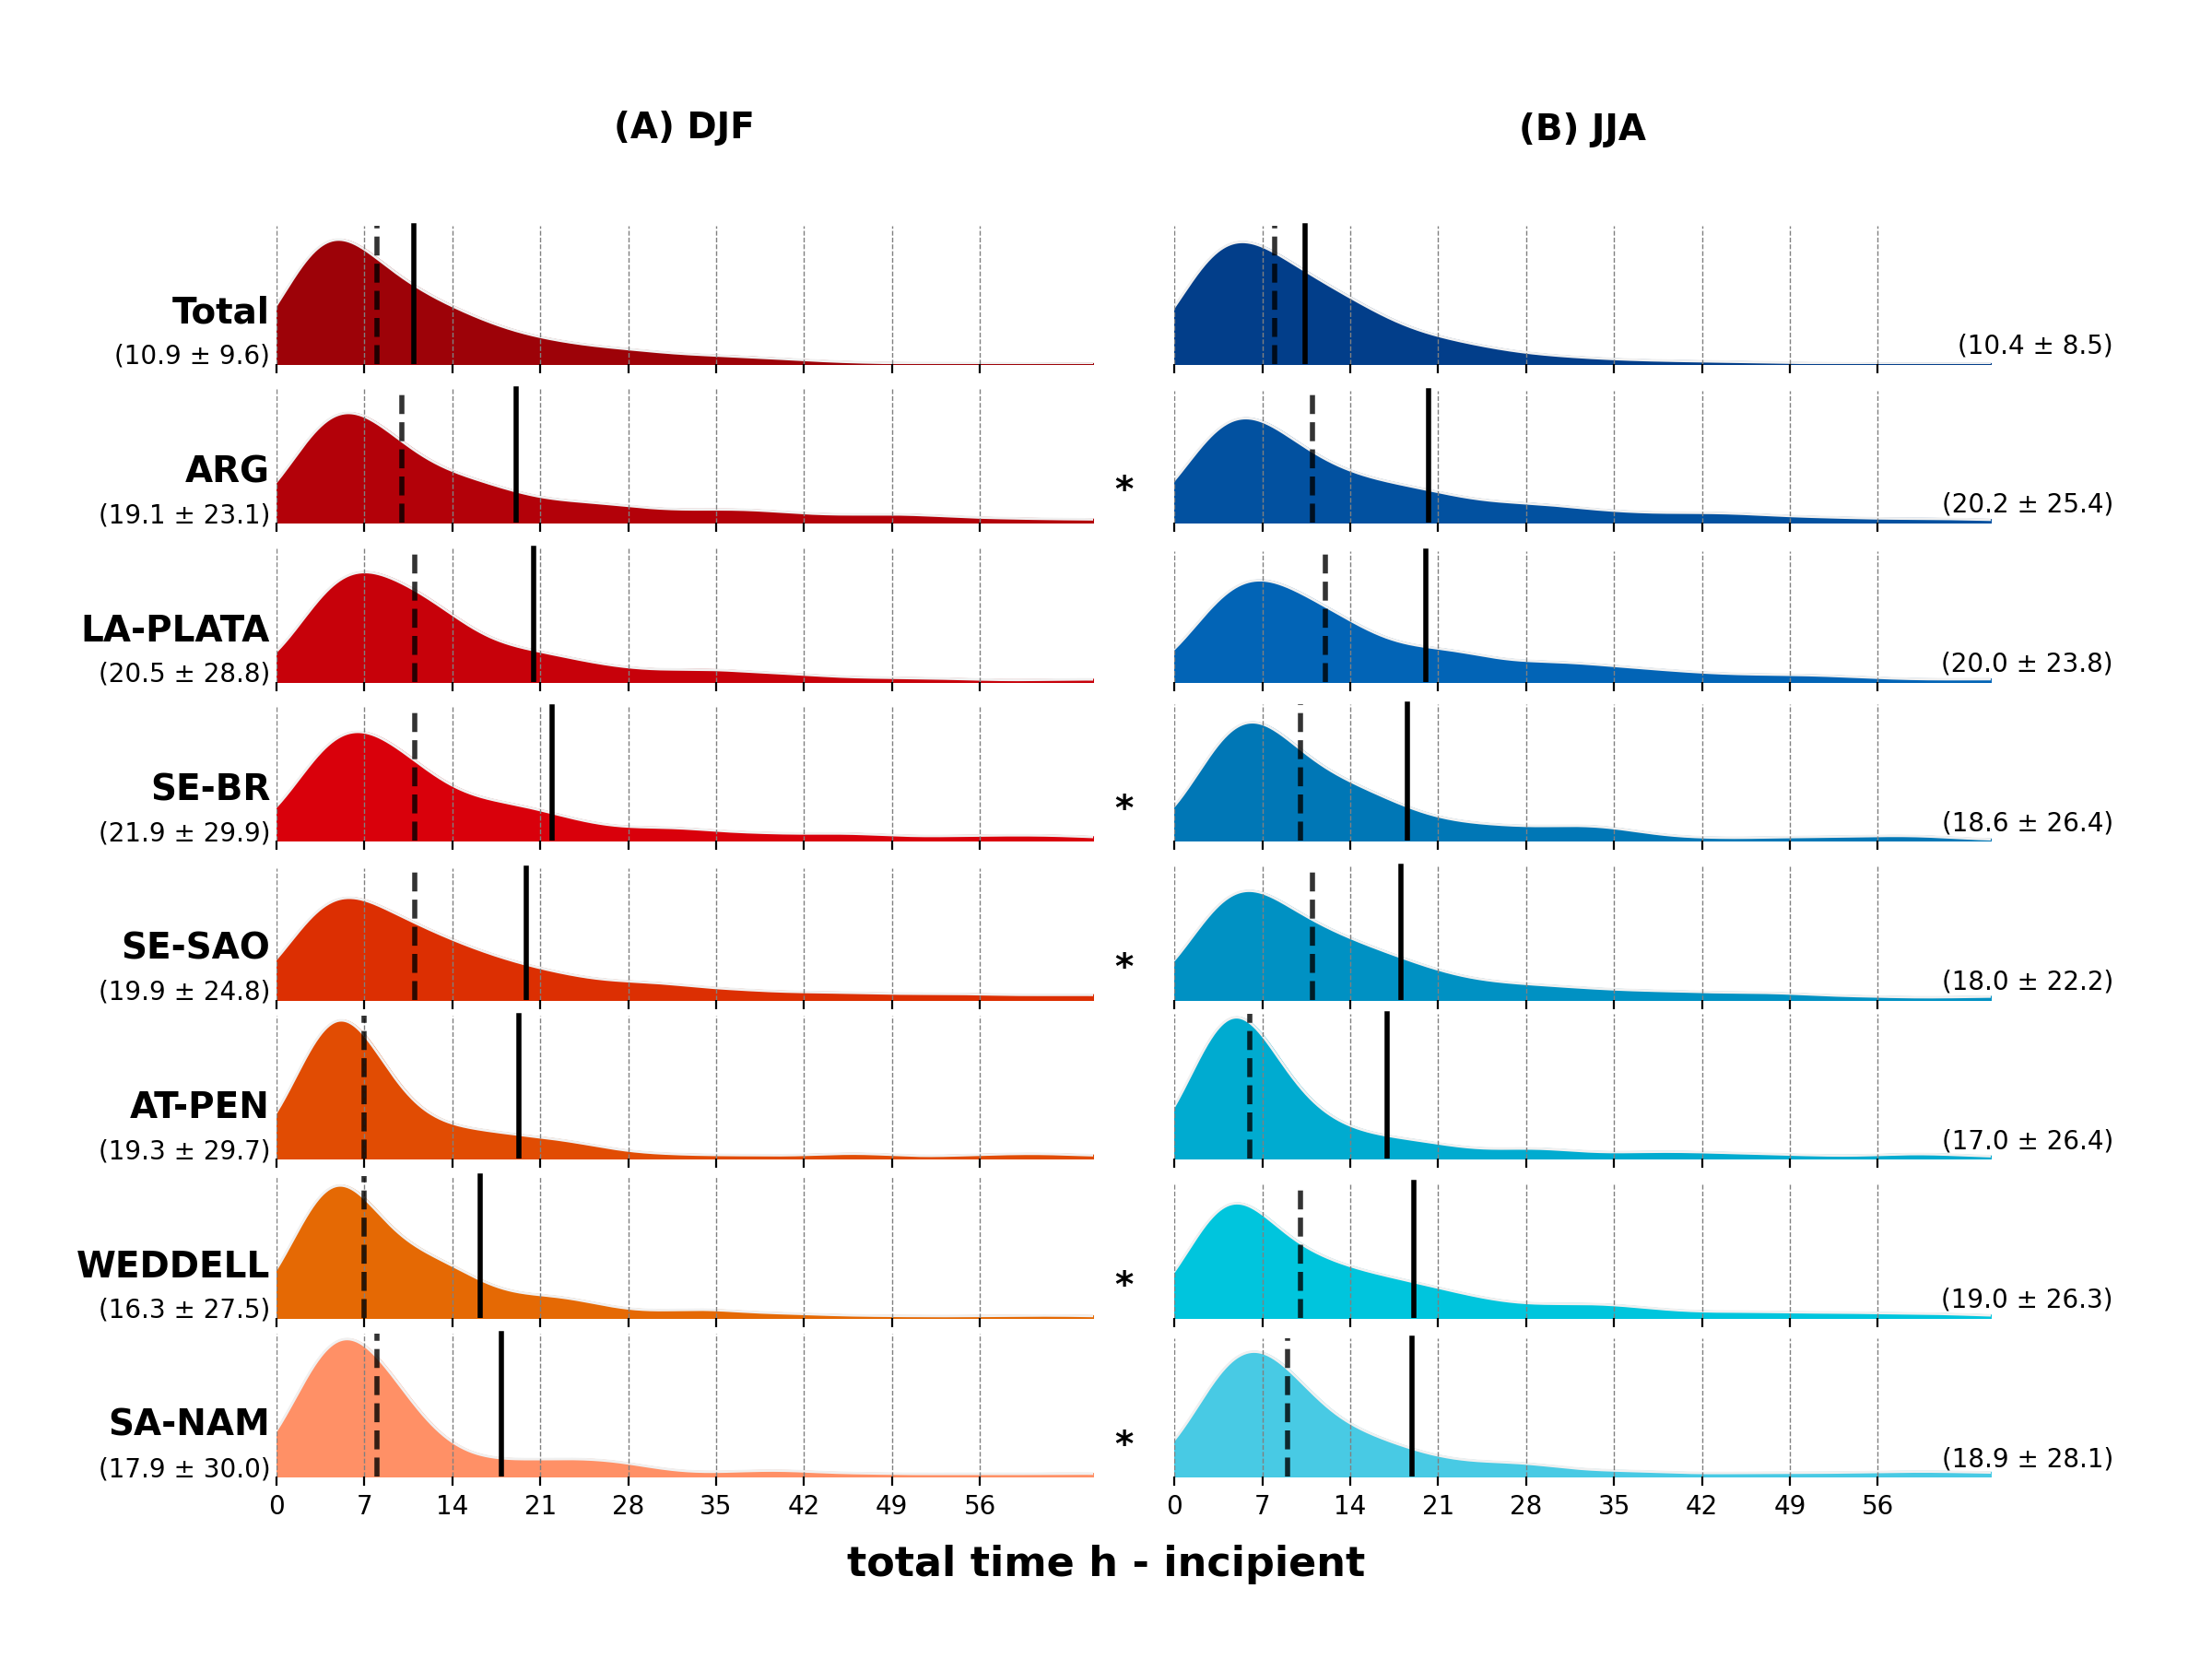 (A) DJF
(B) JJA
Total
(10.9 ± 9.6)
(10.4 ± 8.5)
ARG
(19.1 ± 23.1)
*
(20.2 ± 25.4)
LA-PLATA
(20.5 ± 28.8)
(20.0 ± 23.8)
SE-BR
(21.9 ± 29.9)
*
(18.6 ± 26.4)
SE-SAO
(19.9 ± 24.8)
*
(18.0 ± 22.2)
AT-PEN
(19.3 ± 29.7)
(17.0 ± 26.4)
WEDDELL
(16.3 ± 27.5)
*
(19.0 ± 26.3)
SA-NAM
(17.9 ± 30.0)
*
(18.9 ± 28.1)
0 7 14 21 28 35 42 49 56
0 7 14 21 28 35 42 49 56
total time h - incipient